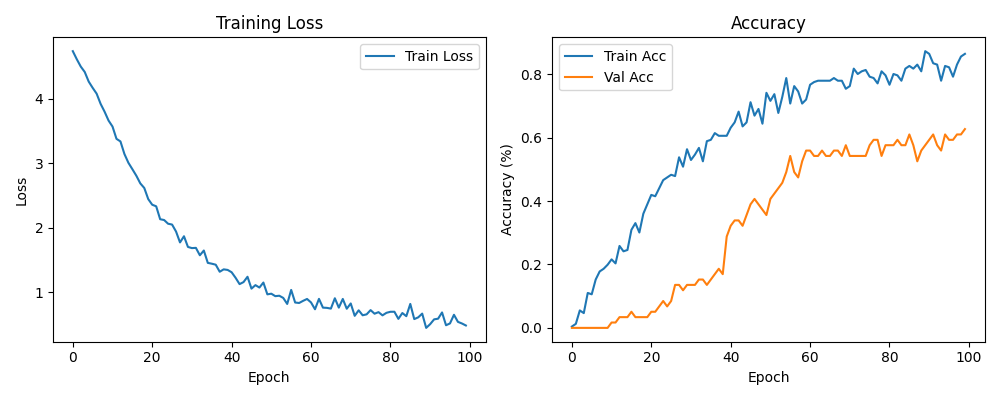 Training Loss
Train Loss
4
3
2
1
Loss
0
20
40
60
80
100
Epoch
Accuracy
Train Acc
Val Acc
0.8
0.6
0.4
0.2
0.0
Accuracy (%)
0
20
40
60
80
100
Epoch